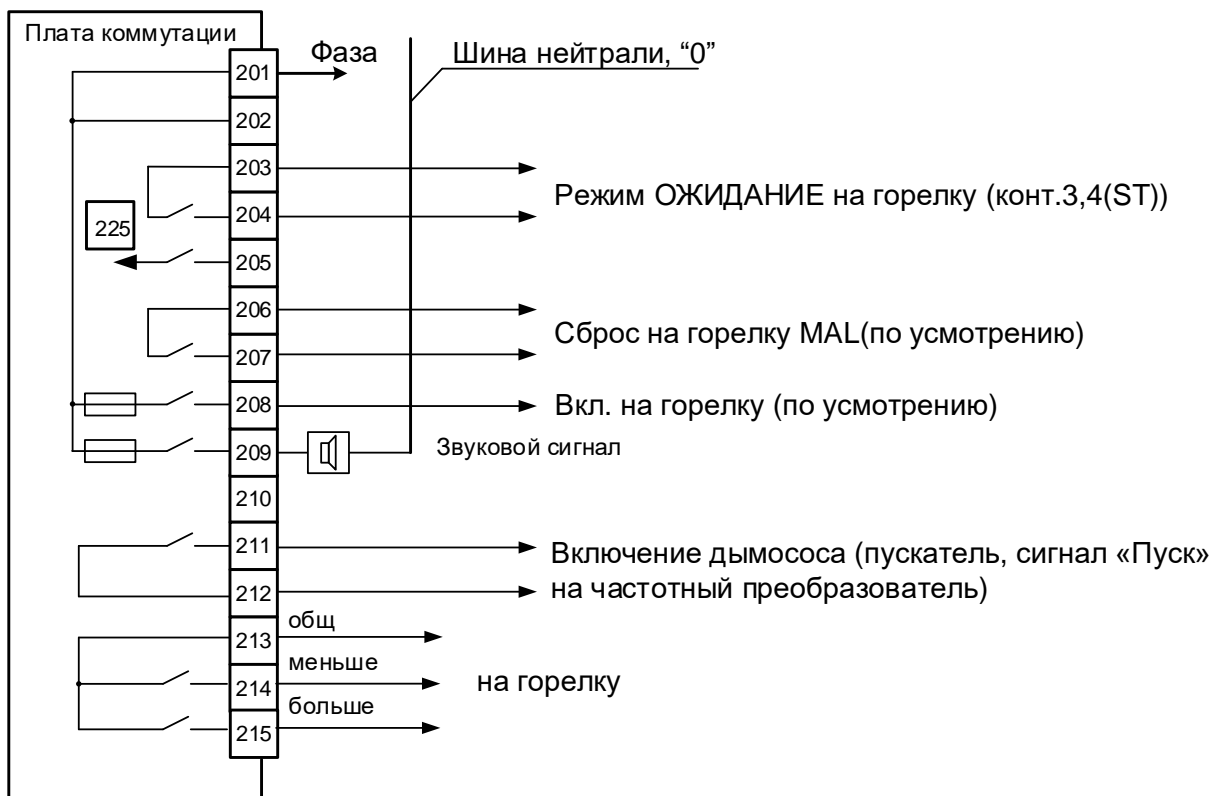 Плата коммутации
201
Фаза
Шина нейтрали, “0”
202
203
204
Режим ОЖИДАНИЕ на горелку (конт.3,4(ST))
225
205
206
207
Сброс на горелку MAL(по усмотрению)
208
Вкл. на горелку (по усмотрению)
209
Звуковой сигнал
210
211
Включение дымососа (пускатель, сигнал «Пуск»
212
на частотный преобразователь)
213
общ
214
меньше
на горелку
215
больше